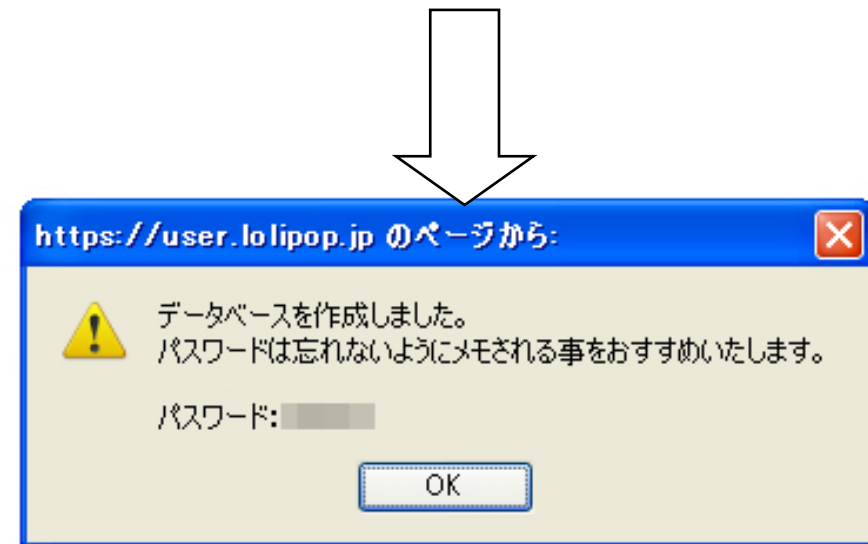 https://user.lolipop.jp のページから:
データベースを作成しました。
パスワードは忘れないようにメモされる事をおすすめいたします。
パスワード:
OK